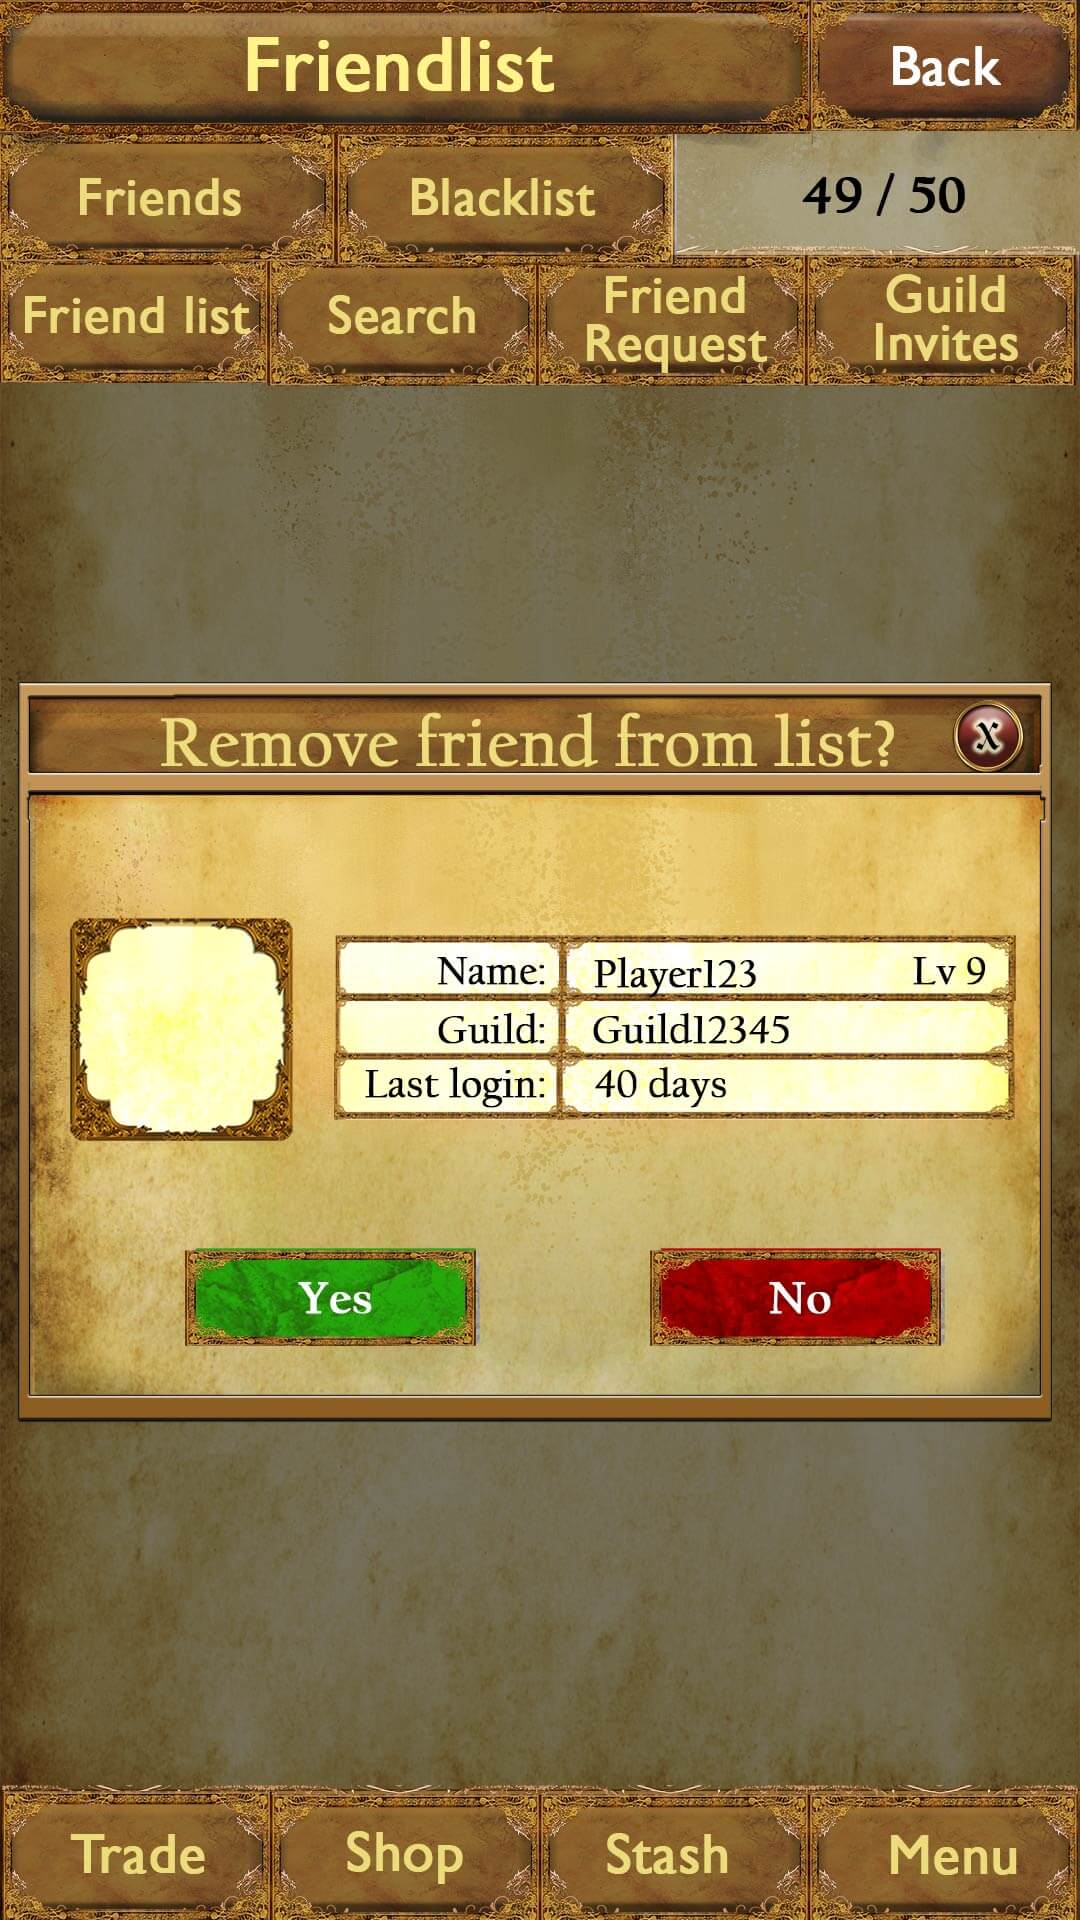 Friendlist
Back
Friends
Blacklist
49 / 50
Friend list
Search
Friend
Request
Guild
Invites
Remove friend from list?
X
Name: Player123 Lv 9
Guild: Guild12345
Last login: 40 days
Yes
No
Trade
Shop
Stash
Menu